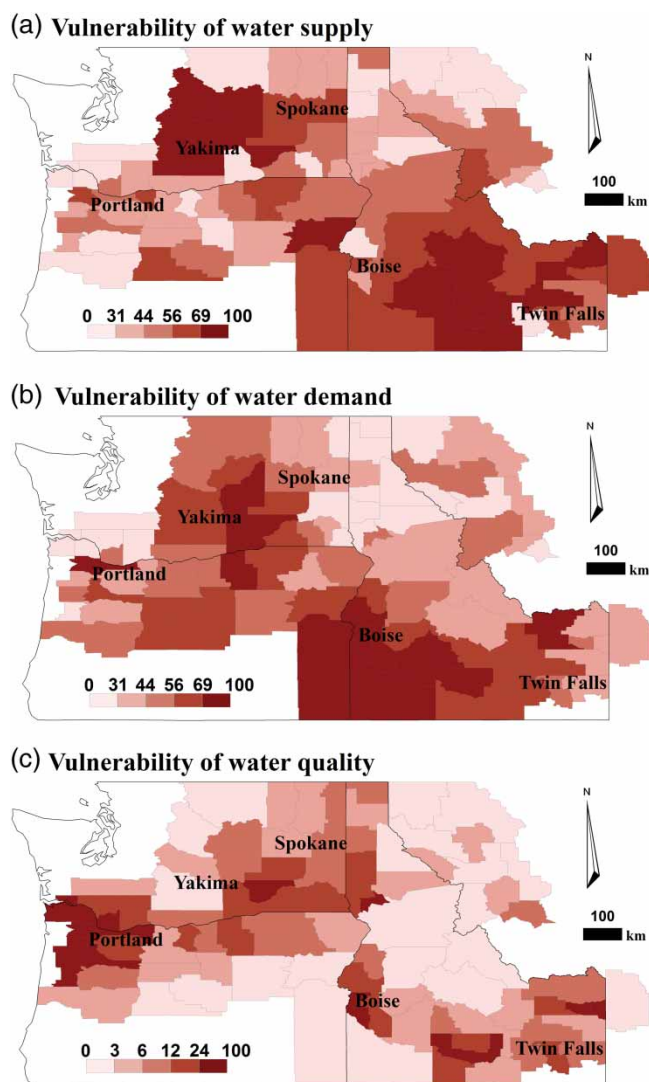 (a) Vulnerability of water supply
N
Spokane
Yakima
100
km
Portland
Boise
0 31 44 56 69 100
Twin Falls
(b) Vulnerability of water demand
N
Spokane
Yakima
100
km
Portland
Boise
0 31 44 56 69 100
Twin Falls
(c) Vulnerability of water quality
N
Spokane
Yakima
100
km
Portland
Boise
0 3 6 12 24 100
Twin Falls